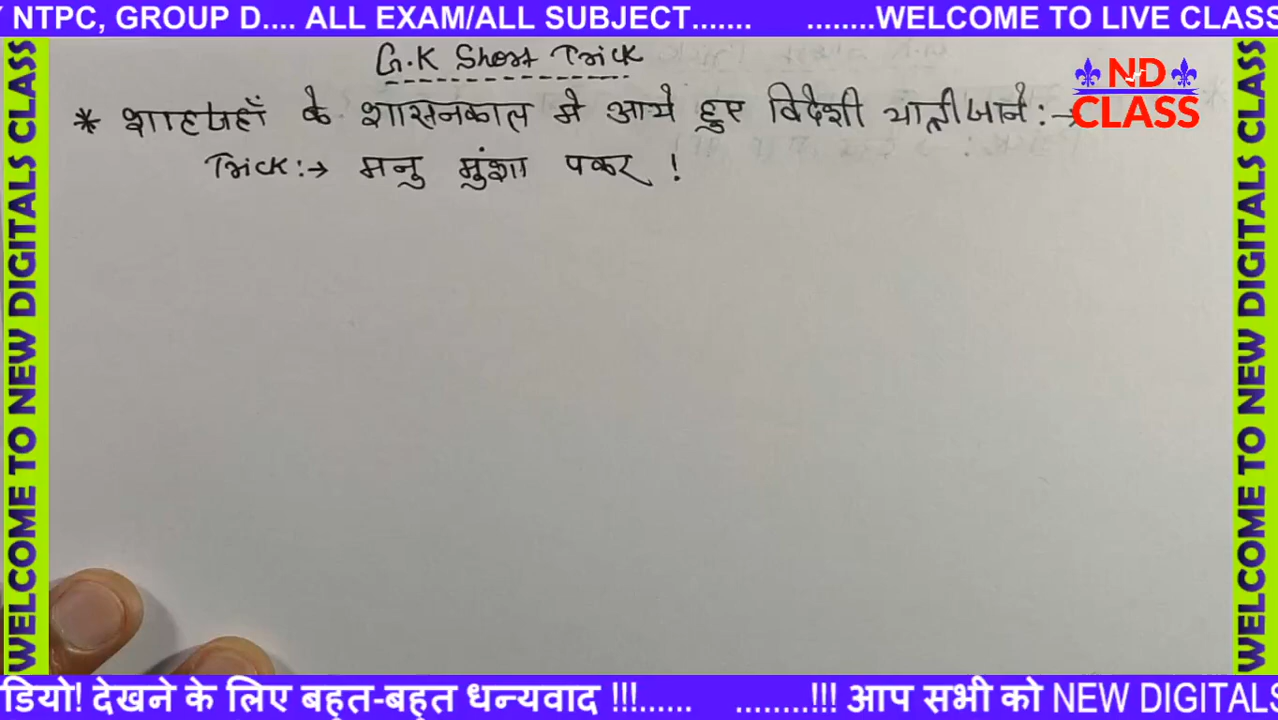 Y NTPC, GROUP D.... ALL EXAM/ALL SUBJECT....... ........WELCOME TO LIVE CLASS
G.K Short Trick
* शाहजहाँ के शासनकाल मे आये हुए विदेशी यात्री जाने :→
Trick :→ मनु मुंशा पकर !
ND
CLASS
WELCOME TO NEW DIGITALS CLASS
WELCOME TO NEW DIGITALS CLASS
डियो! देखने के लिए बहुत-बहुत धन्यवाद !!!...... ........!!! आप सभी को NEW DIGITALS